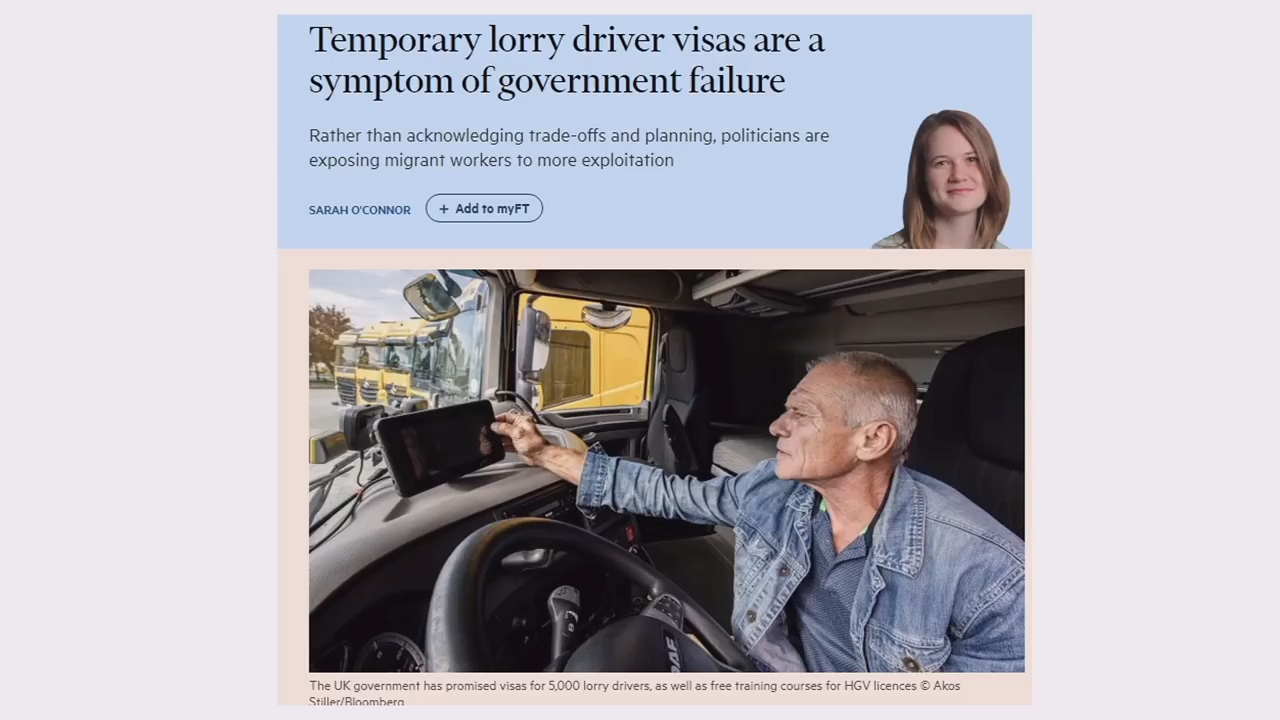 Temporary lorry driver visas are a
symptom of government failure
Rather than acknowledging trade-offs and planning, politicians are
exposing migrant workers to more exploitation
SARAH O'CONNOR
+ Add to myFT
The UK government has promised visas for 5,000 lorry drivers, as well as free training courses for HGV licences © Akos
Stiller/Bloomberg